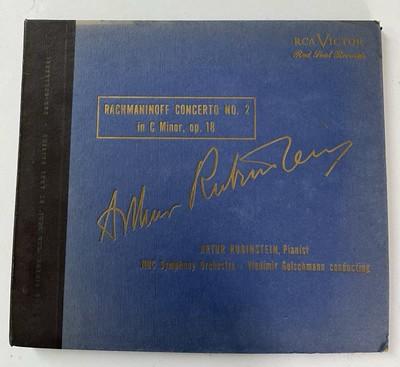 RCA VICTOR
Red Seal Records
RACHMANINOFF CONCERTO NO. 2
in C Minor, op. 18
Artur Rubinstein
ARTUR RUBINSTEIN, Pianist
NBC Symphony Orchestra - Vladimir Golschmann conducting